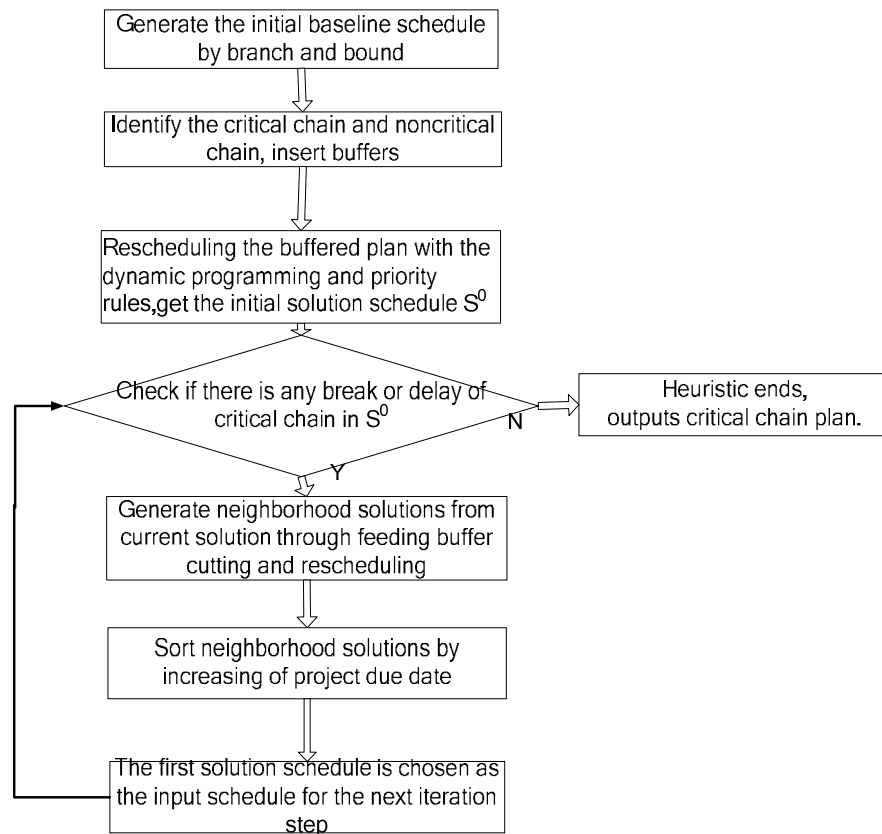 Generate the initial baseline schedule
by branch and bound
Identify the critical chain and noncritical
chain, insert buffers
Rescheduling the buffered plan with the
dynamic programming and priority
rules,get the initial solution schedule S⁰
Check if there is any break or delay of
critical chain in S⁰
N
Heuristic ends,
outputs critical chain plan.
Y
Generate neighborhood solutions from
current solution through feeding buffer
cutting and rescheduling
Sort neighborhood solutions by
increasing of project due date
The first solution schedule is chosen as
the input schedule for the next iteration
step